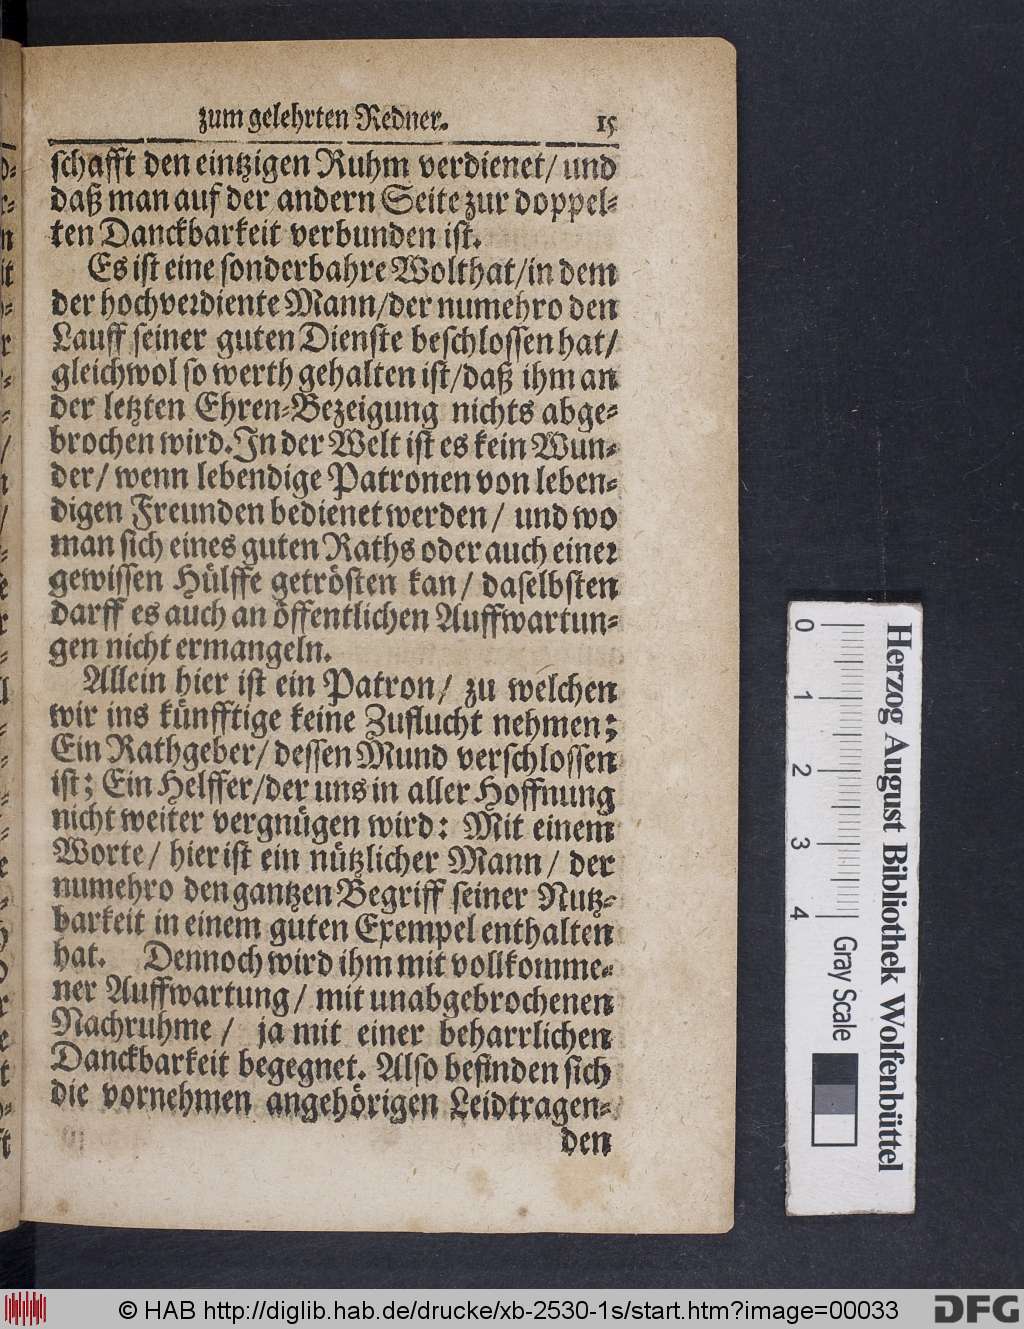 zum gelehrten Redner. 15
schafft den eintzigen Ruhm verdienet/ und
daß man auf der andern Seite zur doppel-
ten Danckbarkeit verbunden ist.
Es ist eine sonderbahre Wolthat/in dem
der hochverdiente Mann/der numehro den
Lauff seiner guten Dienste beschlossen hat/
gleichwol so werth gehalten ist/daß ihm an
der letzten Ehren-Bezeigung nichts abge-
brochen wird. In der Welt ist es kein Wun-
der/ wenn lebendige Patronen von leben-
digen Freunden bedienet werden/ und wo
man sich eines guten Raths oder auch einer
gewissen Hülffe getrösten kan/ daselbsten
darff es auch an öffentlichen Auffwartun-
gen nicht ermangeln.
Allein hier ist ein Patron/ zu welchen
wir ins künfftige keine Zuflucht nehmen;
Ein Rathgeber/ dessen Mund verschlossen
ist; Ein Helffer/der uns in aller Hoffnung
nicht weiter vergnügen wird: Mit einem
Worte/ hier ist ein nützlicher Mann/ der
numehro den gantzen Begriff seiner Nutz-
barkeit in einem guten Exempel enthalten
hat. Dennoch wird ihm mit vollkomme-
ner Auffwartung/ mit unabgebrochenen
Nachruhme/ ja mit einer beharrlichen
Danckbarkeit begegnet. Also befinden sich
die vornehmen angehörigen Leidtragen-
den
Herzog August Bibliothek Wolfenbüttel
0 1 2 3 4 Gray Scale
© HAB http://diglib.hab.de/drucke/xb-2530-1s/start.htm?image=00033
DFG